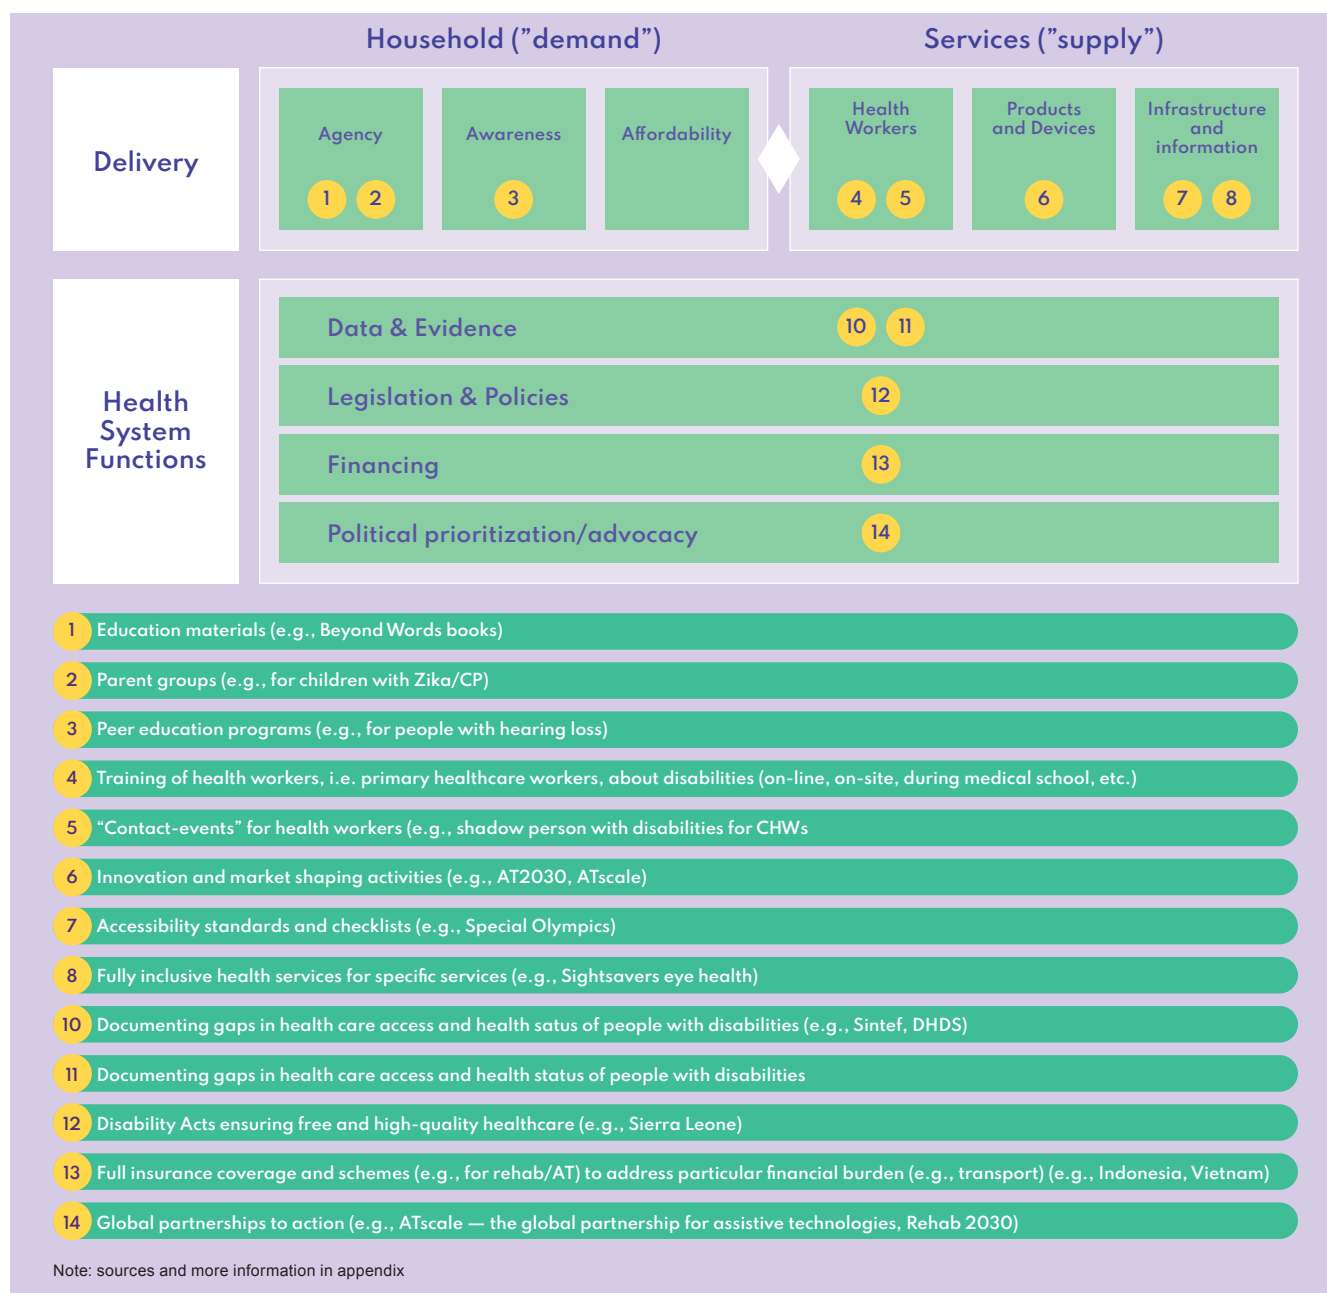 Household (”demand”)
Services (”supply”)
Delivery
Agency
1 2
Awareness
3
Affordability
Health
Workers
4 5
Products
and Devices
6
Infrastructure
and
information
7 8
Health
System
Functions
Data & Evidence 10 11
Legislation & Policies 12
Financing 13
Political prioritization/advocacy 14
1 Education materials (e.g., Beyond Words books)
2 Parent groups (e.g., for children with Zika/CP)
3 Peer education programs (e.g., for people with hearing loss)
4 Training of health workers, i.e. primary healthcare workers, about disabilities (on-line, on-site, during medical school, etc.)
5 “Contact-events” for health workers (e.g., shadow person with disabilities for CHWs
6 Innovation and market shaping activities (e.g., AT2030, ATscale)
7 Accessibility standards and checklists (e.g., Special Olympics)
8 Fully inclusive health services for specific services (e.g., Sightsavers eye health)
10 Documenting gaps in health care access and health satus of people with disabilities (e.g., Sintef, DHDS)
11 Documenting gaps in health care access and health status of people with disabilities
12 Disability Acts ensuring free and high-quality healthcare (e.g., Sierra Leone)
13 Full insurance coverage and schemes (e.g., for rehab/AT) to address particular financial burden (e.g., transport) (e.g., Indonesia, Vietnam)
14 Global partnerships to action (e.g., ATscale — the global partnership for assistive technologies, Rehab 2030)
Note: sources and more information in appendix